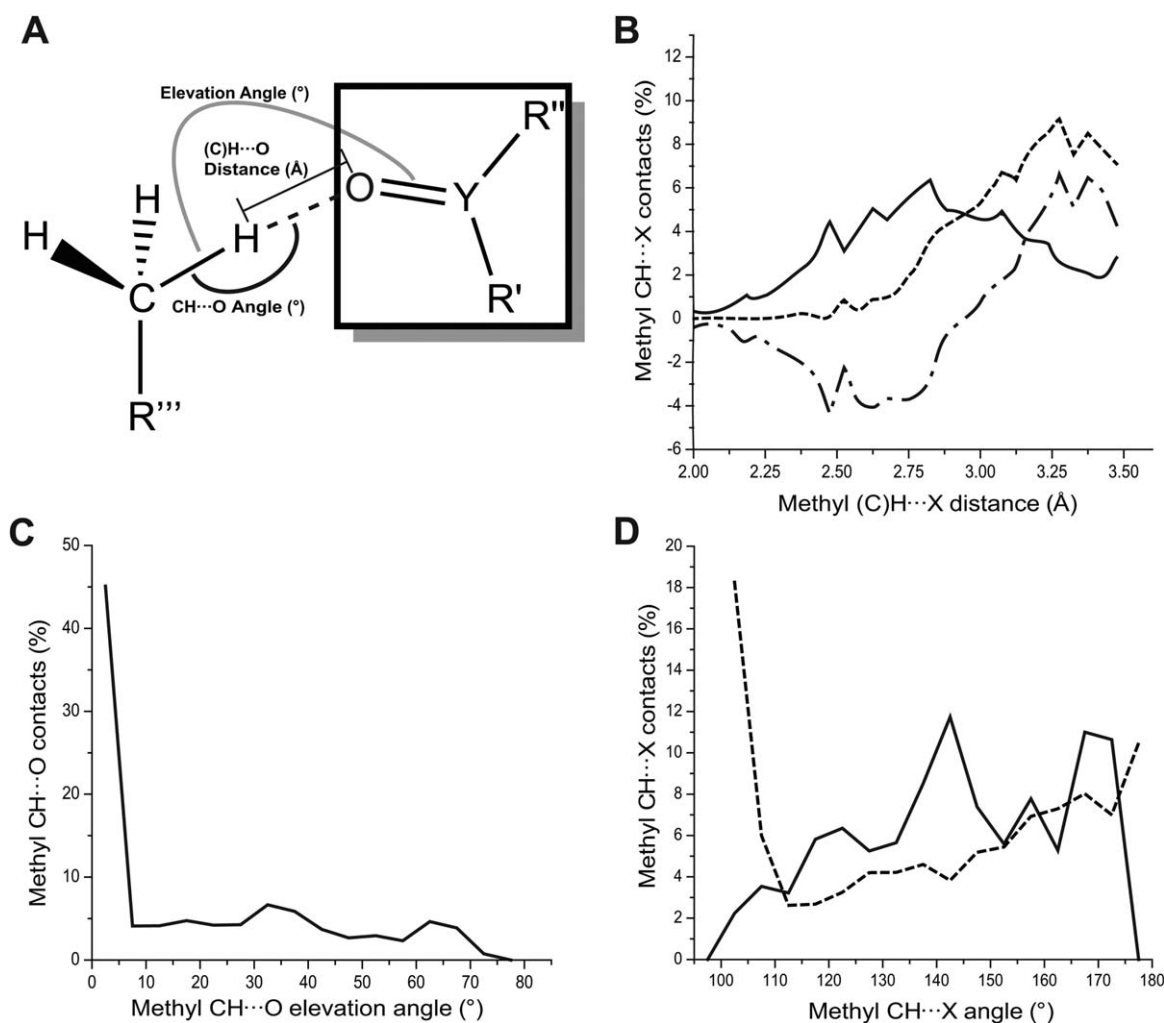 A
Elevation Angle (°)
(C)H···O
Distance (Å)
R"
O
Y
H
H
H
C
CH···O Angle (°)
R'
R'''
B
Methyl CH···X contacts (%)
12
10
8
6
4
2
0
-2
-4
-6
2.00 2.25 2.50 2.75 3.00 3.25 3.50
Methyl (C)H···X distance (Å)
C
Methyl CH···O contacts (%)
50
40
30
20
10
0
0 10 20 30 40 50 60 70 80
Methyl CH···O elevation angle (°)
D
Methyl CH···X contacts (%)
20
18
16
14
12
10
8
6
4
2
0
100 110 120 130 140 150 160 170 180
Methyl CH···X angle (°)